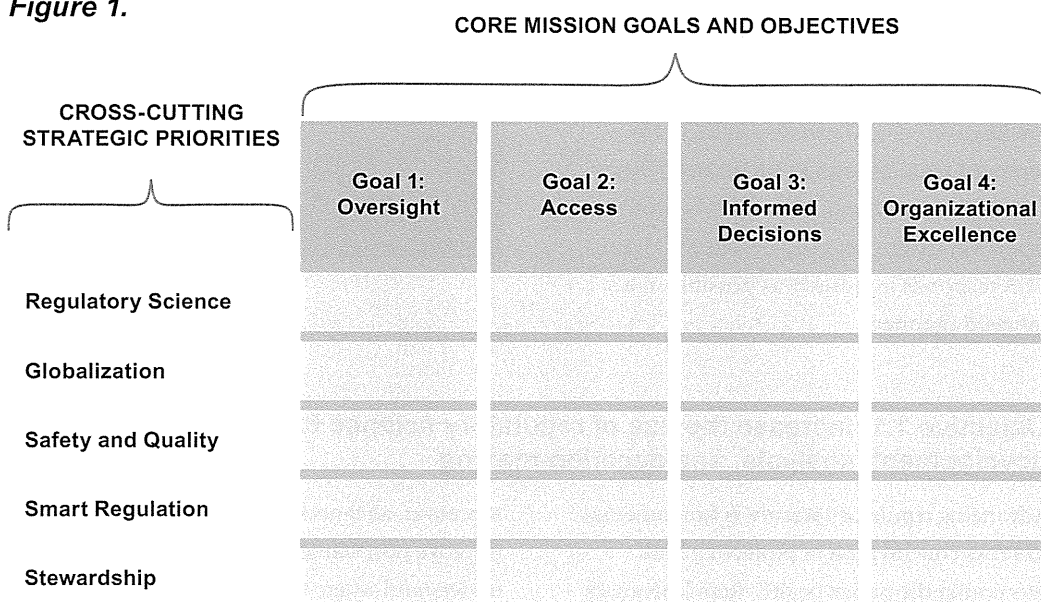 Figure 1.
CORE MISSION GOALS AND OBJECTIVES
CROSS-CUTTING
STRATEGIC PRIORITIES
Goal 1:
Oversight
Goal 2:
Access
Goal 3:
Informed
Decisions
Goal 4:
Organizational
Excellence
Regulatory Science
Globalization
Safety and Quality
Smart Regulation
Stewardship